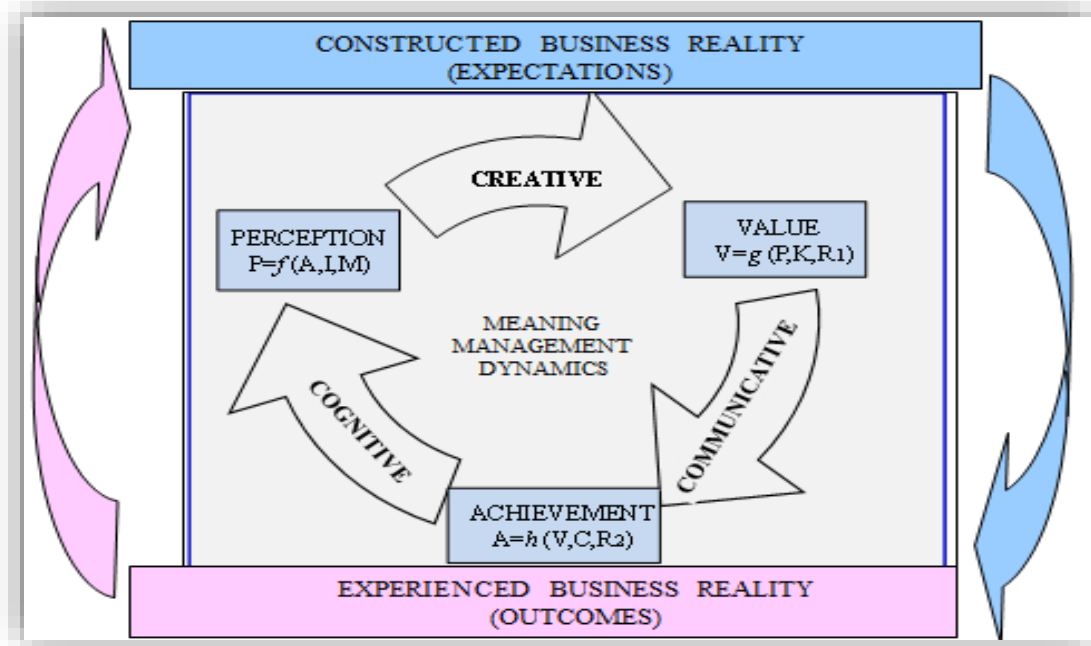 CONSTRUCTED BUSINESS REALITY
(EXPECTATIONS)
CREATIVE
PERCEPTION
P=f (A,I,M)
VALUE
V=g (P,K,R1)
MEANING
MANAGEMENT
DYNAMICS
COGNITIVE
COMMUNICATIVE
ACHIEVEMENT
A=h (V,C,R2)
EXPERIENCED BUSINESS REALITY
(OUTCOMES)